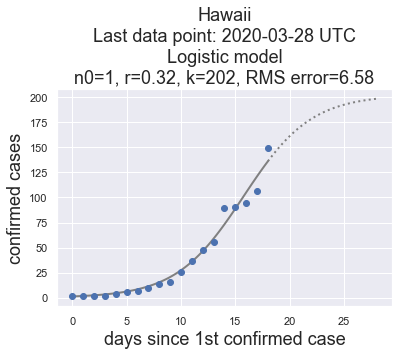 Hawaii
Last data point: 2020-03-28 UTC
Logistic model
n0=1, r=0.32, k=202, RMS error=6.58
confirmed cases
200
175
150
125
100
75
50
25
0
0 5 10 15 20 25
days since 1st confirmed case